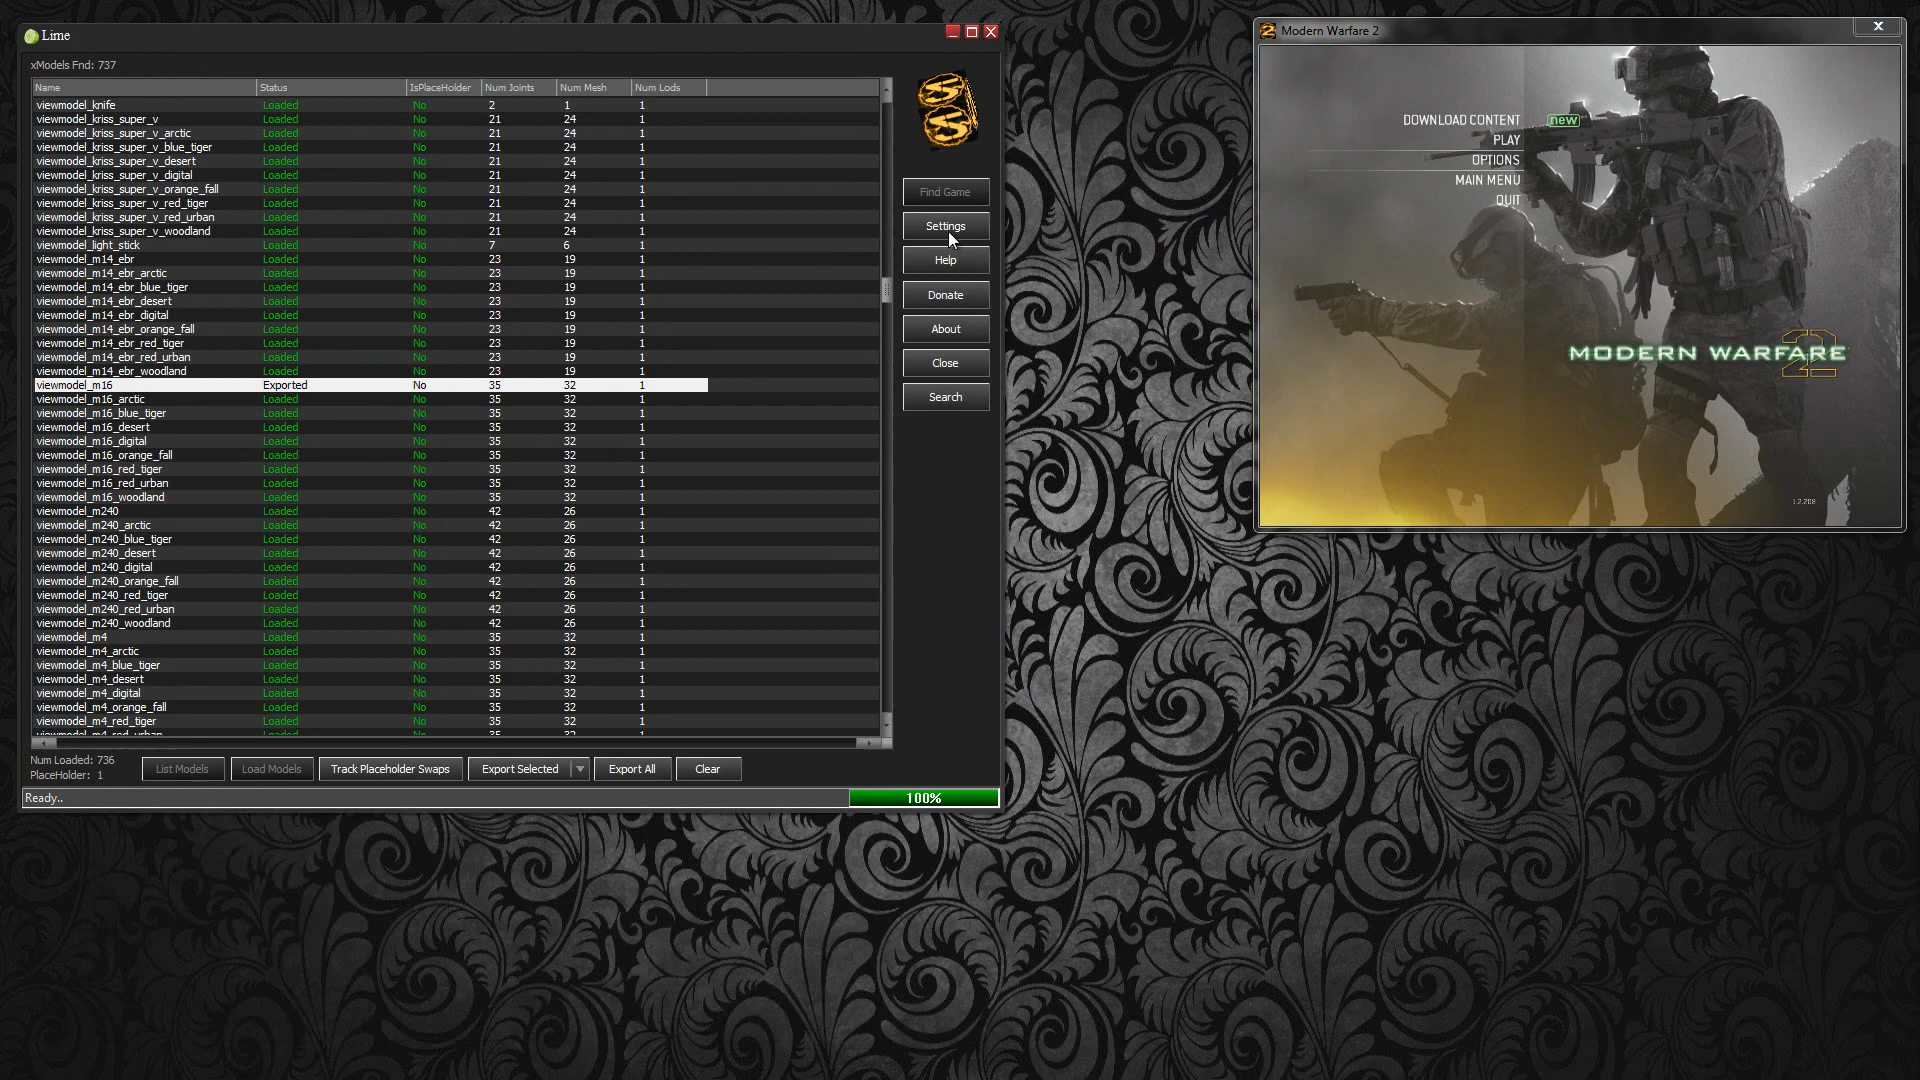 Lime
xModels Fnd: 737
Name Status IsPlaceHolder Num Joints Num Mesh Num Lods
viewmodel_knife Loaded No 2 1 1
viewmodel_kriss_super_v Loaded No 21 24 1
viewmodel_kriss_super_v_arctic Loaded No 21 24 1
viewmodel_kriss_super_v_blue_tiger Loaded No 21 24 1
viewmodel_kriss_super_v_desert Loaded No 21 24 1
viewmodel_kriss_super_v_digital Loaded No 21 24 1
viewmodel_kriss_super_v_orange_fall Loaded No 21 24 1
viewmodel_kriss_super_v_red_tiger Loaded No 21 24 1
viewmodel_kriss_super_v_red_urban Loaded No 21 24 1
viewmodel_kriss_super_v_woodland Loaded No 21 24 1
viewmodel_light_stick Loaded No 7 6 1
viewmodel_m14_ebr Loaded No 23 19 1
viewmodel_m14_ebr_arctic Loaded No 23 19 1
viewmodel_m14_ebr_blue_tiger Loaded No 23 19 1
viewmodel_m14_ebr_desert Loaded No 23 19 1
viewmodel_m14_ebr_digital Loaded No 23 19 1
viewmodel_m14_ebr_orange_fall Loaded No 23 19 1
viewmodel_m14_ebr_red_tiger Loaded No 23 19 1
viewmodel_m14_ebr_red_urban Loaded No 23 19 1
viewmodel_m14_ebr_woodland Loaded No 23 19 1
viewmodel_m16 Exported No 35 32 1
viewmodel_m16_arctic Loaded No 35 32 1
viewmodel_m16_blue_tiger Loaded No 35 32 1
viewmodel_m16_desert Loaded No 35 32 1
viewmodel_m16_digital Loaded No 35 32 1
viewmodel_m16_orange_fall Loaded No 35 32 1
viewmodel_m16_red_tiger Loaded No 35 32 1
viewmodel_m16_red_urban Loaded No 35 32 1
viewmodel_m16_woodland Loaded No 35 32 1
viewmodel_m240 Loaded No 42 26 1
viewmodel_m240_arctic Loaded No 42 26 1
viewmodel_m240_blue_tiger Loaded No 42 26 1
viewmodel_m240_desert Loaded No 42 26 1
viewmodel_m240_digital Loaded No 42 26 1
viewmodel_m240_orange_fall Loaded No 42 26 1
viewmodel_m240_red_tiger Loaded No 42 26 1
viewmodel_m240_red_urban Loaded No 42 26 1
viewmodel_m240_woodland Loaded No 42 26 1
viewmodel_m4 Loaded No 35 32 1
viewmodel_m4_arctic Loaded No 35 32 1
viewmodel_m4_blue_tiger Loaded No 35 32 1
viewmodel_m4_desert Loaded No 35 32 1
viewmodel_m4_digital Loaded No 35 32 1
viewmodel_m4_orange_fall Loaded No 35 32 1
viewmodel_m4_red_tiger Loaded No 35 32 1
viewmodel_m4_red_urban Loaded No 35 32 1
Find Game
Settings
Help
Donate
About
Close
Search
Num Loaded: 736
PlaceHolder: 1
List Models Load Models Track Placeholder Swaps Export Selected Export All Clear
Ready.. 100%
Modern Warfare 2
DOWNLOAD CONTENT new
PLAY
OPTIONS
MAIN MENU
QUIT
MODERN WARFARE 2
1.2.208